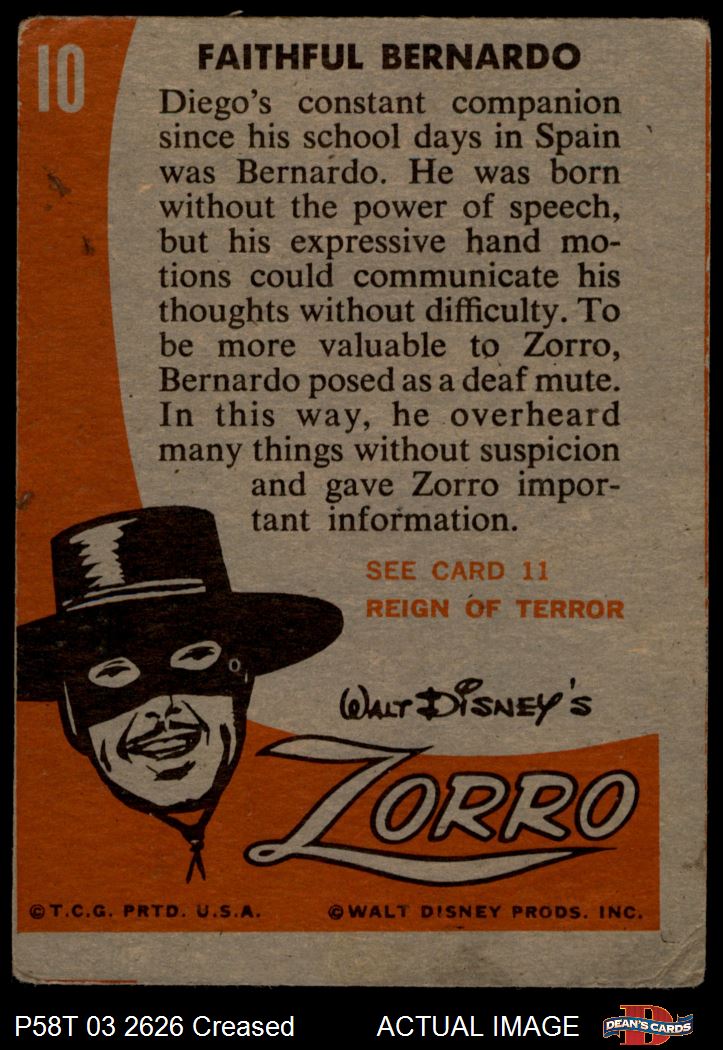 10
FAITHFUL BERNARDO
Diego's constant companion
since his school days in Spain
was Bernardo. He was born
without the power of speech,
but his expressive hand mo-
tions could communicate his
thoughts without difficulty. To
be more valuable to Zorro,
Bernardo posed as a deaf mute.
In this way, he overheard
many things without suspicion
and gave Zorro impor-
tant information.
SEE CARD 11
REIGN OF TERROR
WALT DISNEY'S
ZORRO
©T.C.G. PRTD. U.S.A. ©WALT DISNEY PRODS. INC.
P58T 03 2626 Creased ACTUAL IMAGE D DEAN'S CARDS